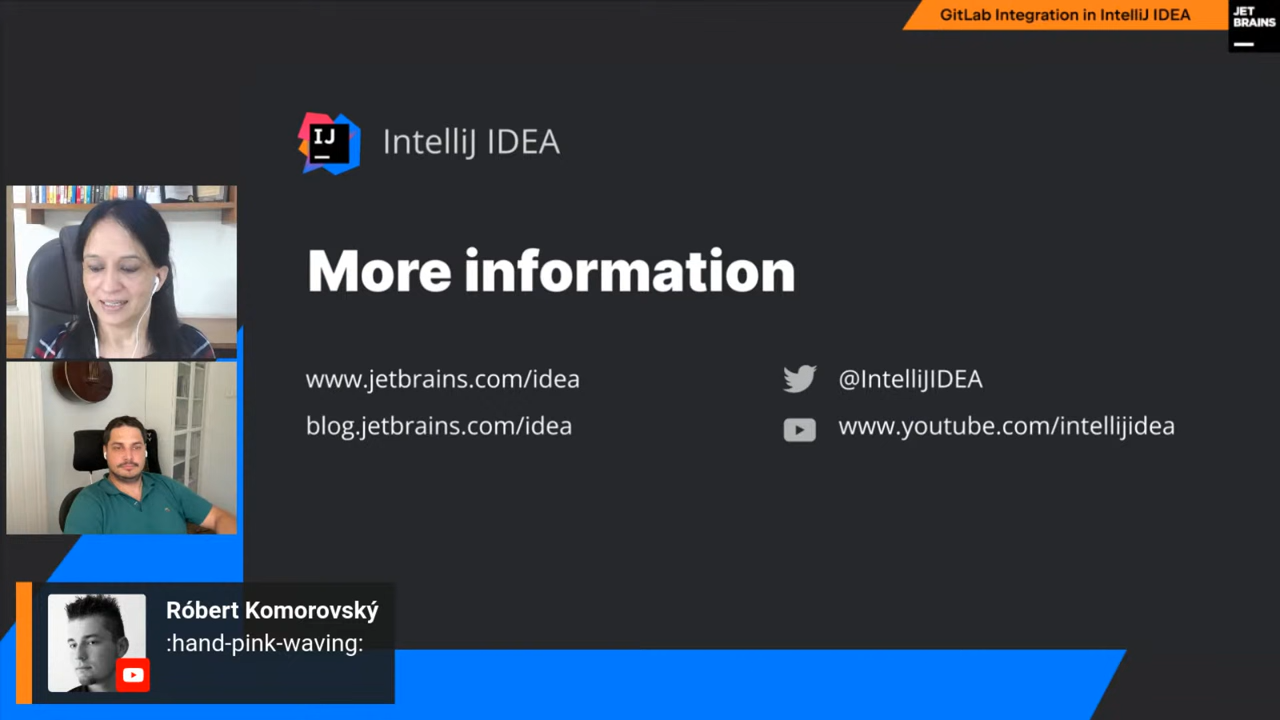 GitLab Integration in IntelliJ IDEA
JET
BRAINS
IJ
IntelliJ IDEA
More information
www.jetbrains.com/idea
blog.jetbrains.com/idea
@IntelliJIDEA
www.youtube.com/intellijidea
Róbert Komorovský
:hand-pink-waving: